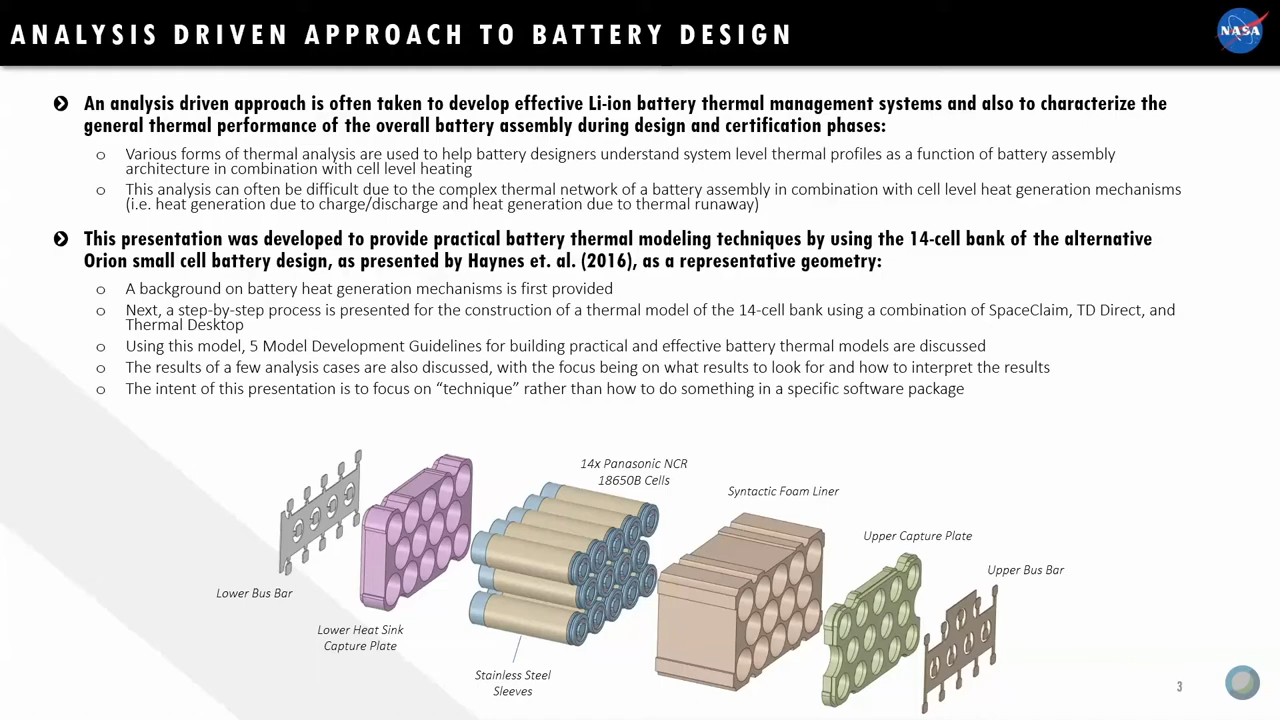 ANALYSIS DRIVEN APPROACH TO BATTERY DESIGN
NASA
An analysis driven approach is often taken to develop effective Li-ion battery thermal management systems and also to characterize the
general thermal performance of the overall battery assembly during design and certification phases:
o Various forms of thermal analysis are used to help battery designers understand system level thermal profiles as a function of battery assembly
architecture in combination with cell level heating
o This analysis can often be difficult due to the complex thermal network of a battery assembly in combination with cell level heat generation mechanisms
(i.e. heat generation due to charge/discharge and heat generation due to thermal runaway)
This presentation was developed to provide practical battery thermal modeling techniques by using the 14-cell bank of the alternative
Orion small cell battery design, as presented by Haynes et. al. (2016), as a representative geometry:
o A background on battery heat generation mechanisms is first provided
o Next, a step-by-step process is presented for the construction of a thermal model of the 14-cell bank using a combination of SpaceClaim, TD Direct, and
Thermal Desktop
o Using this model, 5 Model Development Guidelines for building practical and effective battery thermal models are discussed
o The results of a few analysis cases are also discussed, with the focus being on what results to look for and how to interpret the results
o The intent of this presentation is to focus on “technique” rather than how to do something in a specific software package
14x Panasonic NCR
18650B Cells
Syntactic Foam Liner
Upper Capture Plate
Upper Bus Bar
Lower Bus Bar
Lower Heat Sink
Capture Plate
Stainless Steel
Sleeves
3